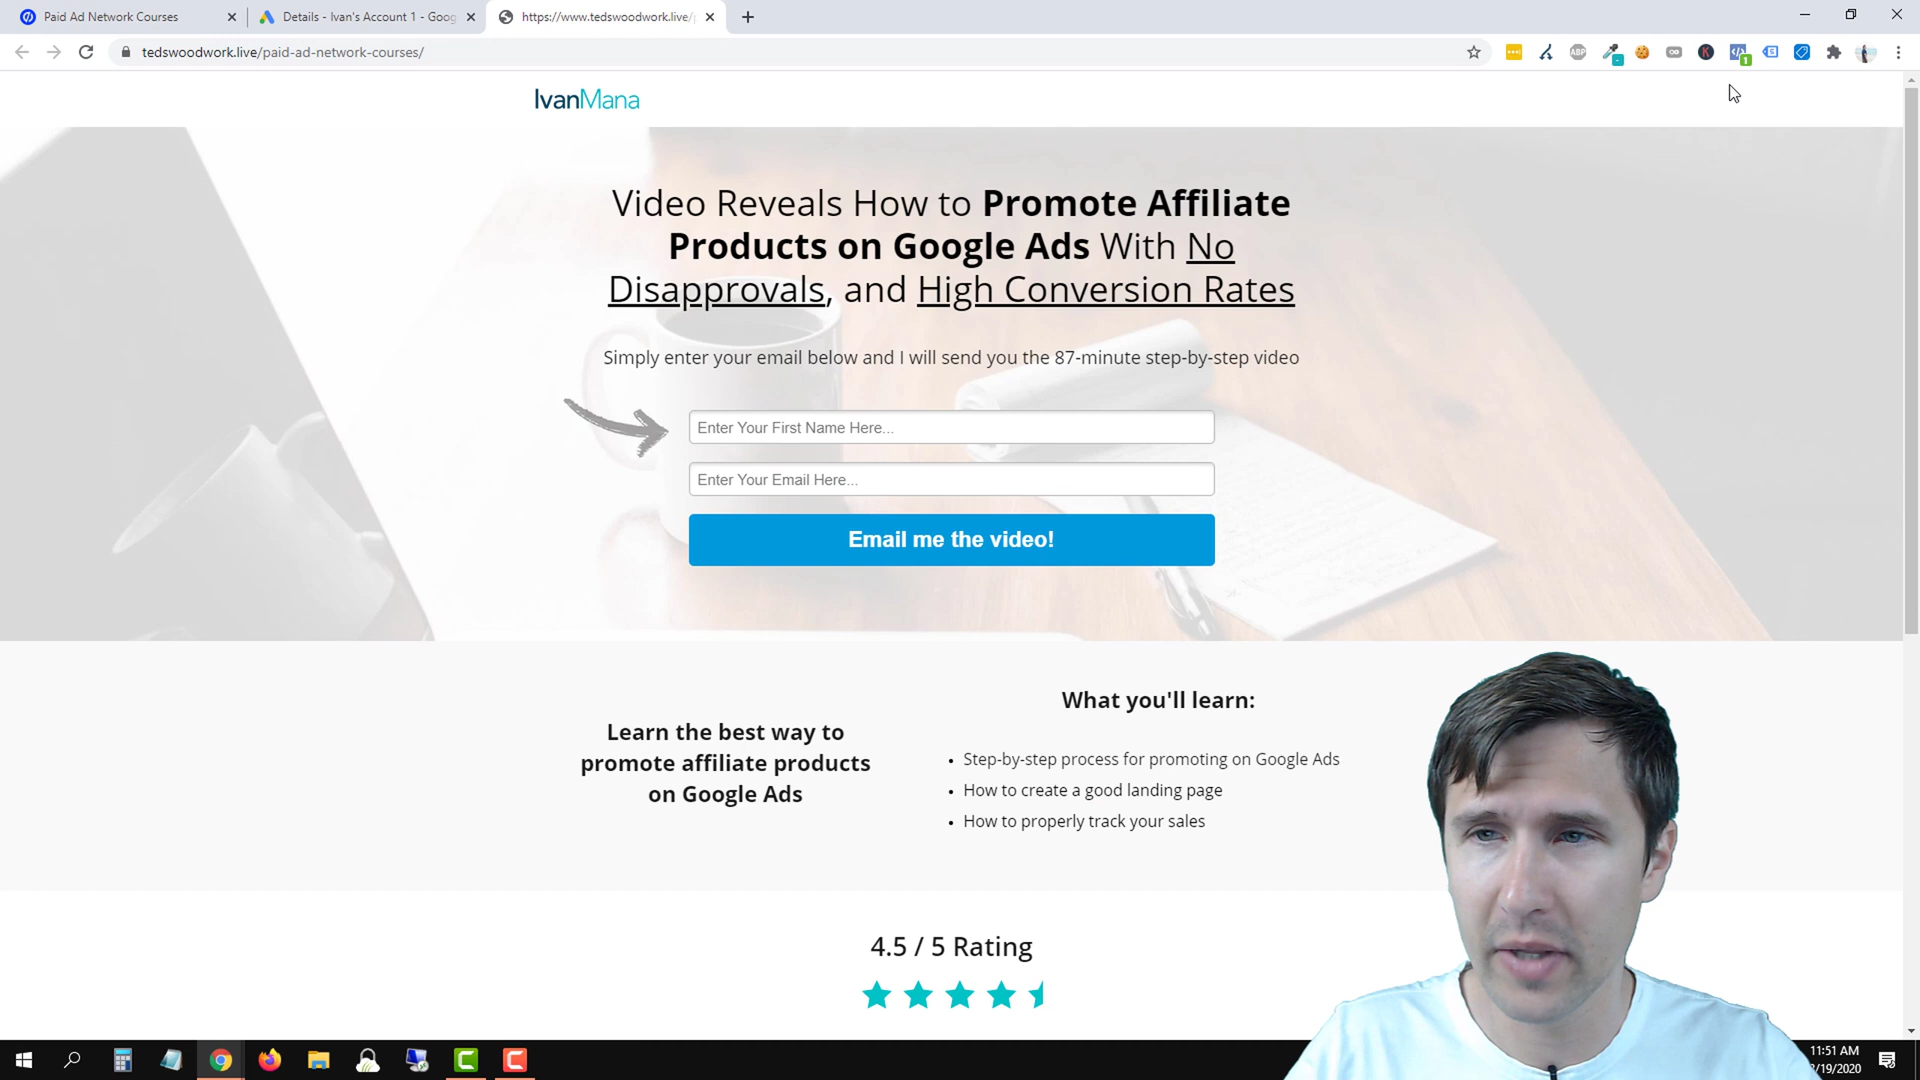 Paid Ad Network Courses
Details - Ivan's Account 1 - Goog
https://www.tedswoodwork.live/p
tedswoodwork.live/paid-ad-network-courses/
ABP
K
1
IvanMana
Video Reveals How to Promote Affiliate
Products on Google Ads With No
Disapprovals, and High Conversion Rates
Simply enter your email below and I will send you the 87-minute step-by-step video
Enter Your First Name Here...
Enter Your Email Here...
Email me the video!
Learn the best way to
promote affiliate products
on Google Ads
What you'll learn:
• Step-by-step process for promoting on Google Ads
• How to create a good landing page
• How to properly track your sales
4.5 / 5 Rating
11:51 AM
/19/2020